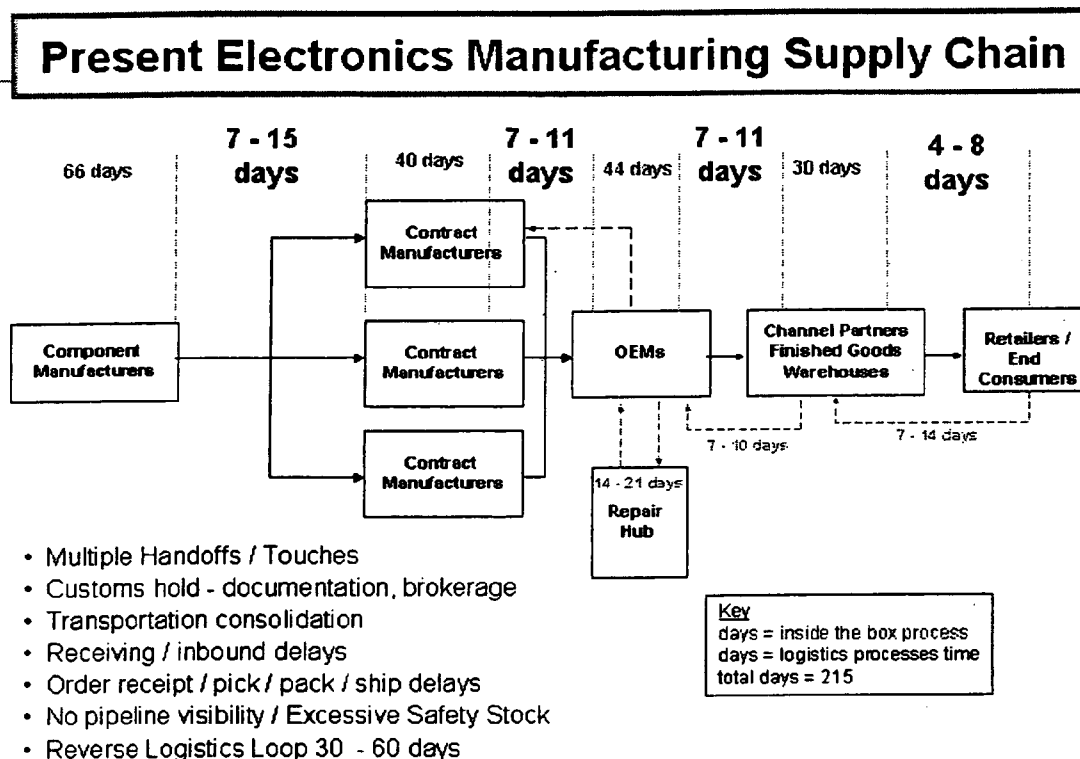 Present Electronics Manufacturing Supply Chain
66 days
7 - 15
days
40 days
7 - 11
days
44 days
7 - 11
days
30 days
4 - 8
days
Contract
Manufacturers
Component
Manufacturers
Contract
Manufacturers
OEMs
Channel Partners
Finished Goods
Warehouses
Retailers /
End
Consumers
7 - 10 days
7 - 14 days
Contract
Manufacturers
14 - 21 days
Repair
Hub
• Multiple Handoffs / Touches
• Customs hold - documentation, brokerage
• Transportation consolidation
• Receiving / inbound delays
• Order receipt / pick / pack / ship delays
• No pipeline visibility / Excessive Safety Stock
• Reverse Logistics Loop 30 - 60 days
Key
days = inside the box process
days = logistics processes time
total days = 215